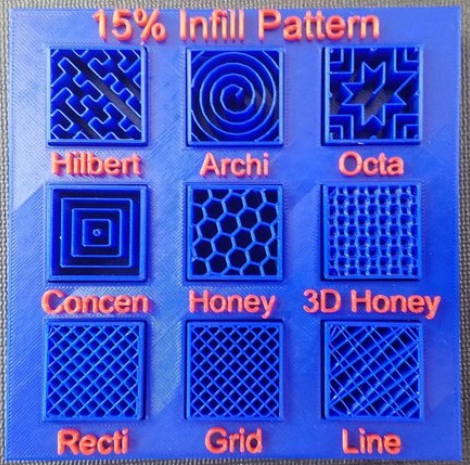 15% Infill Pattern
Hilbert Archi Octa
Concen Honey 3D Honey
Recti Grid Line